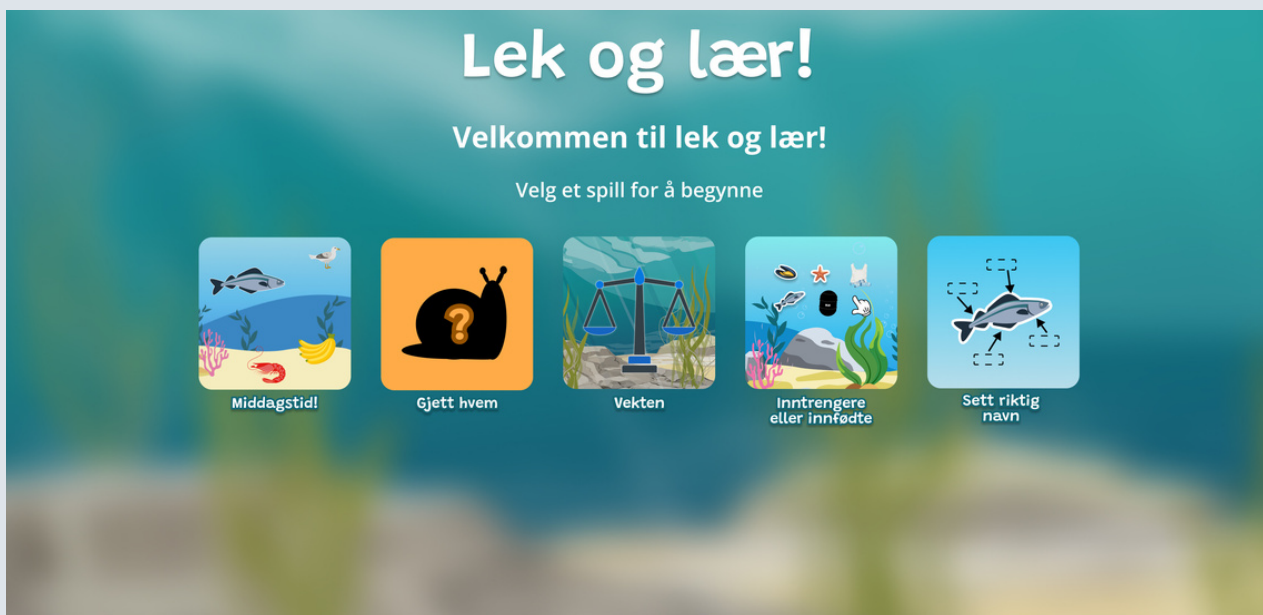 Lek og lær!
Velkommen til lek og lær!
Velg et spill for å begynne
?
Middagstid!
Gjett hvem
Vekten
Inntrengere
eller innfødte
Sett riktig
navn